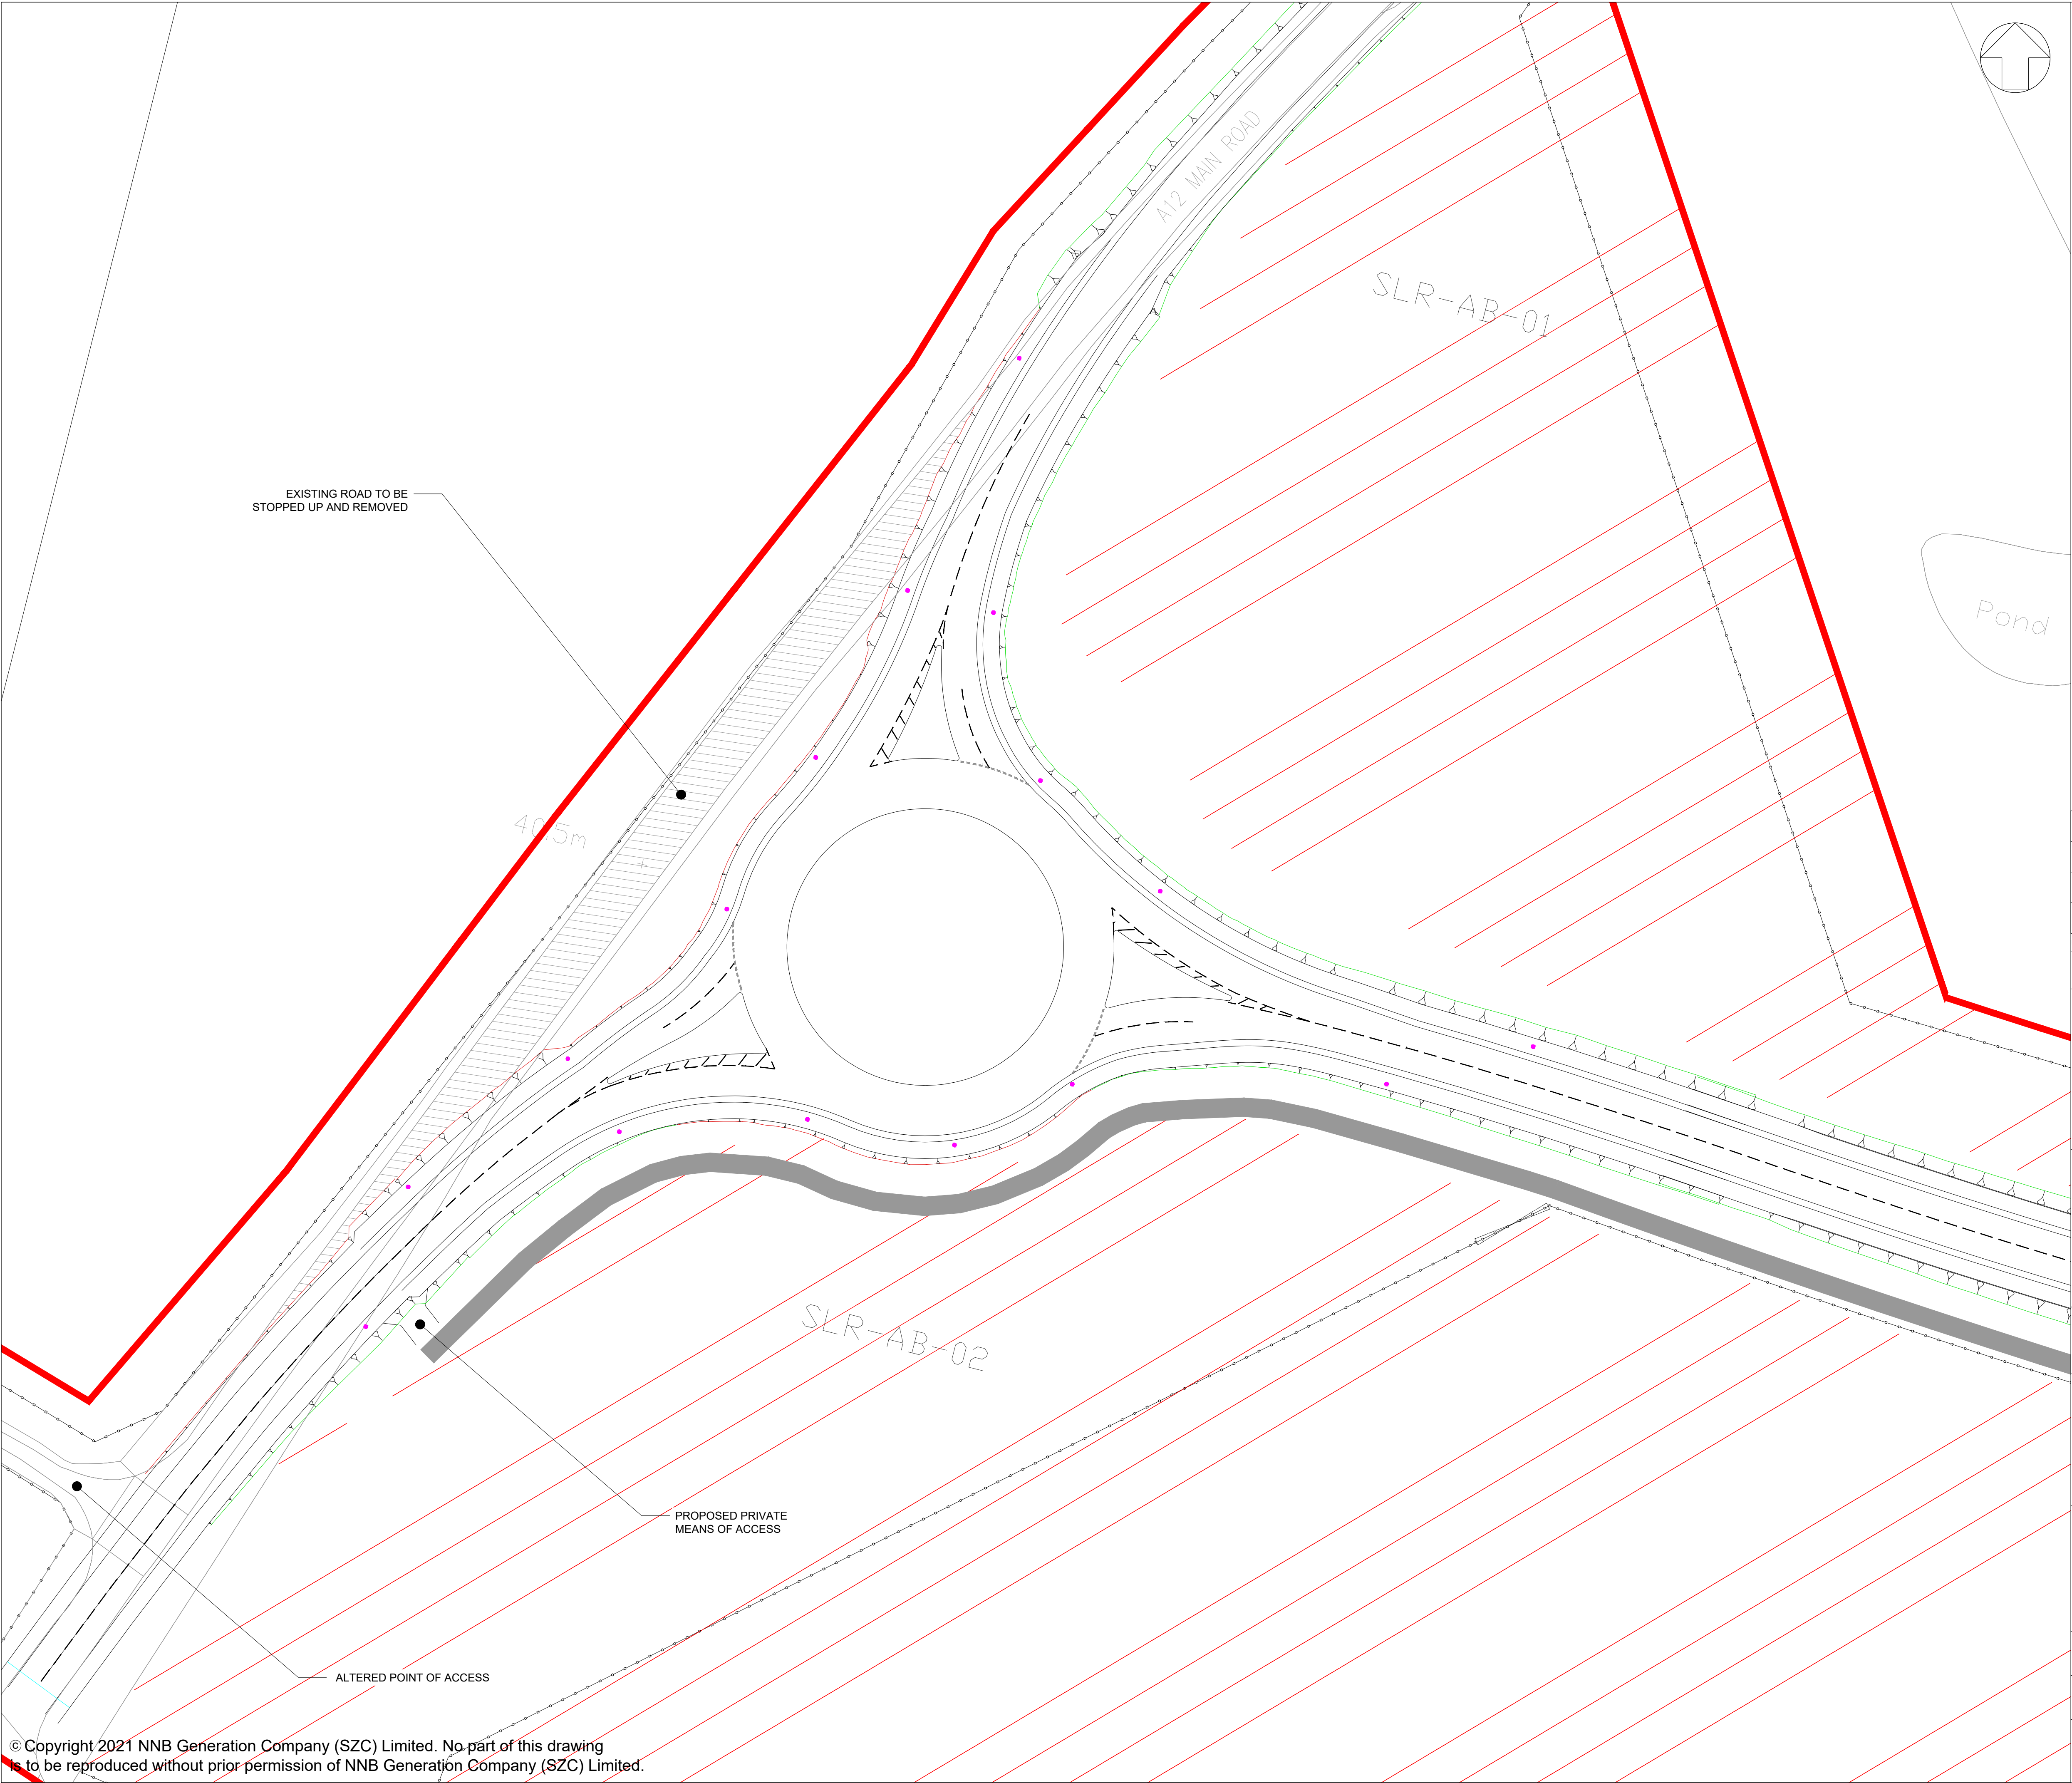 A12 MAIN ROAD
SLR-AB-01
EXISTING ROAD TO BE
STOPPED UP AND REMOVED
Pond
40.5m
SLR-AB-02
PROPOSED PRIVATE
MEANS OF ACCESS
ALTERED POINT OF ACCESS
© Copyright 2021 NNB Generation Company (SZC) Limited. No part of this drawing
is to be reproduced without prior permission of NNB Generation Company (SZC) Limited.